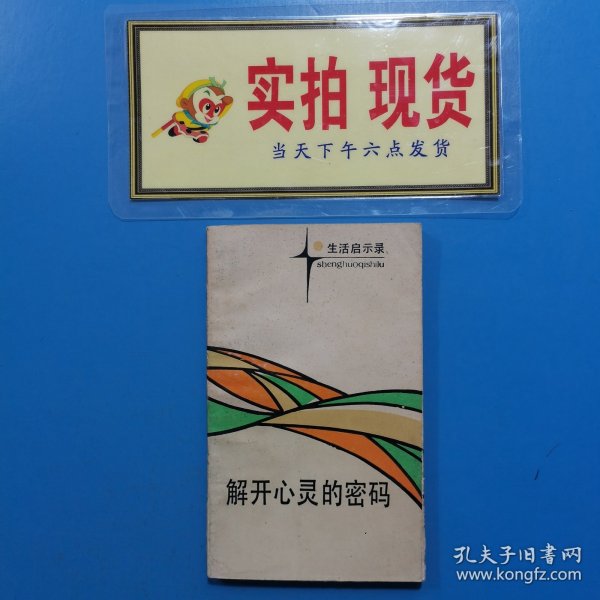 实拍 现货
当天下午六点发货
生活启示录
shenghuoqishilu
解开心灵的密码
孔夫子旧书网
www.kongfz.com